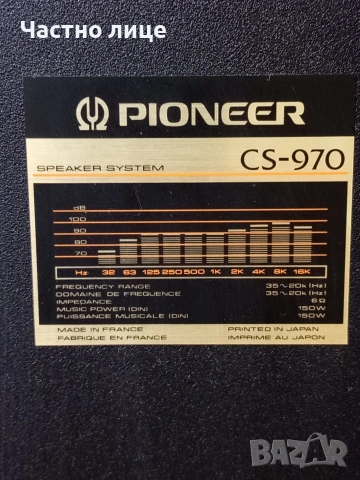 Частно лице
PIONEER
SPEAKER SYSTEM CS-970
dB
100
90
80
70
Hz 32 63 125 250 500 1K 2K 4K 8K 16K
FREQUENCY RANGE 35~20k (Hz)
DOMAINE DE FREQUENCE 35~20k (Hz)
IMPEDANCE 6Ω
MUSIC POWER (DIN) 150W
PUISSANCE MUSICALE (DIN) 150W
MADE IN FRANCE PRINTED IN JAPAN
FABRIQUE EN FRANCE IMPRIME AU JAPON
BAZAR